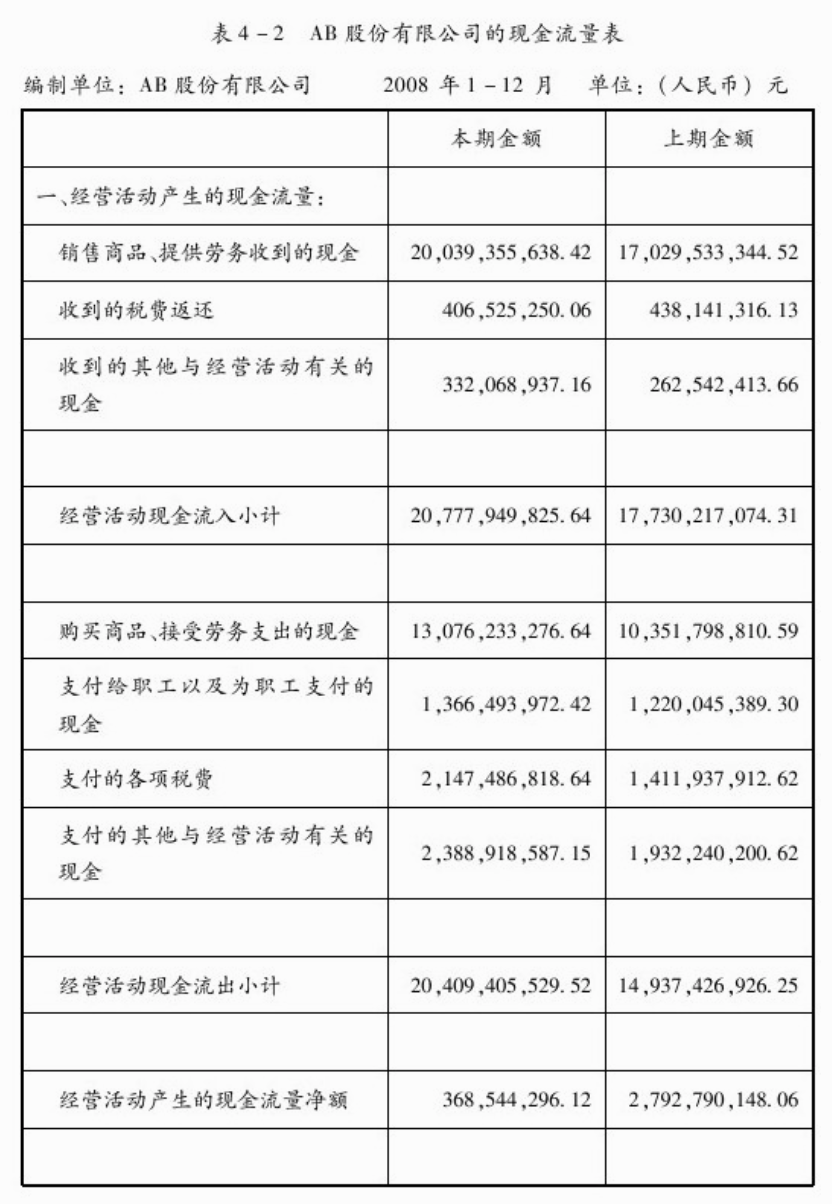 表4-2 AB股份有限公司的现金流量表
编制单位：AB股份有限公司 2008 年1-12 月 单位：(人民币) 元
本期金额 上期金额
一、经营活动产生的现金流量：
销售商品、提供劳务收到的现金 20,039,355,638.42 17,029,533,344.52
收到的税费返还 406,525,250.06 438,141,316.13
收到的其他与经营活动有关的
现金 332,068,937.16 262,542,413.66
经营活动现金流入小计 20,777,949,825.64 17,730,217,074.31
购买商品、接受劳务支出的现金 13,076,233,276.64 10,351,798,810.59
支付给职工以及为职工支付的
现金 1,366,493,972.42 1,220,045,389.30
支付的各项税费 2,147,486,818.64 1,411,937,912.62
支付的其他与经营活动有关的
现金 2,388,918,587.15 1,932,240,200.62
经营活动现金流出小计 20,409,405,529.52 14,937,426,926.25
经营活动产生的现金流量净额 368,544,296.12 2,792,790,148.06